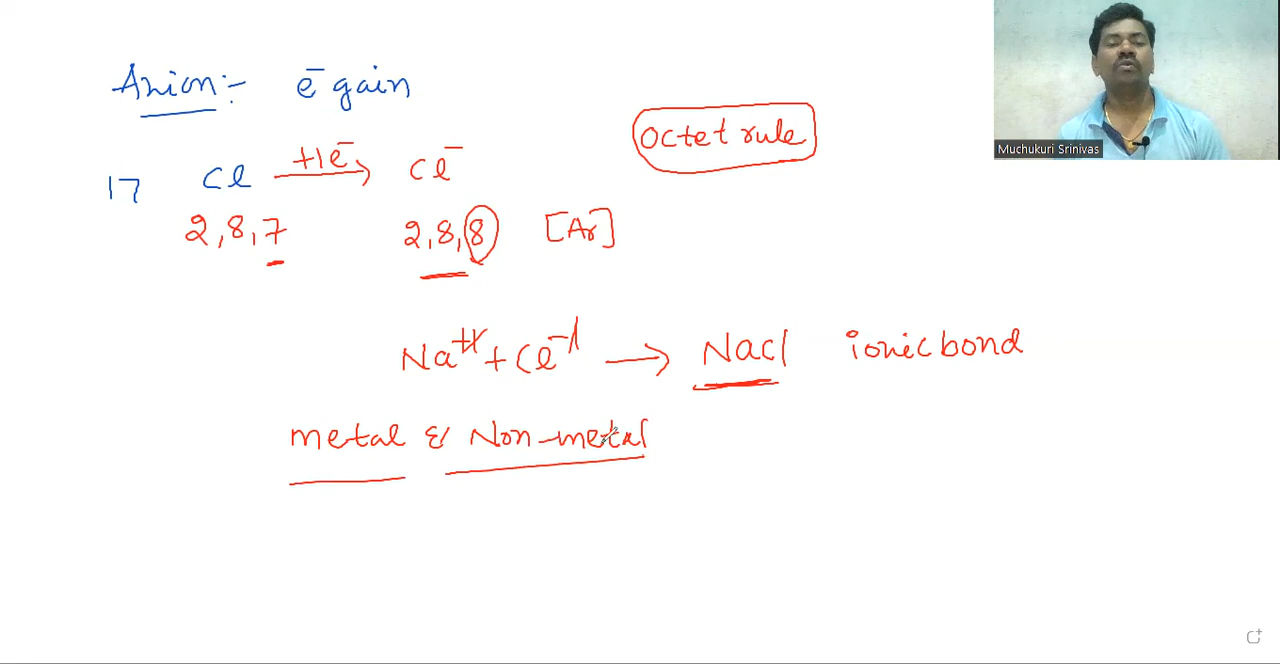 Anion:- e⁻ gain
Octet rule
Muchukuri Srinivas
17 Cl +1e⁻ → Cl⁻
2,8,7 2,8,8 [Ar]
Na⁺¹ + Cl⁻¹ → NaCl ionic bond
metal & Non-metal